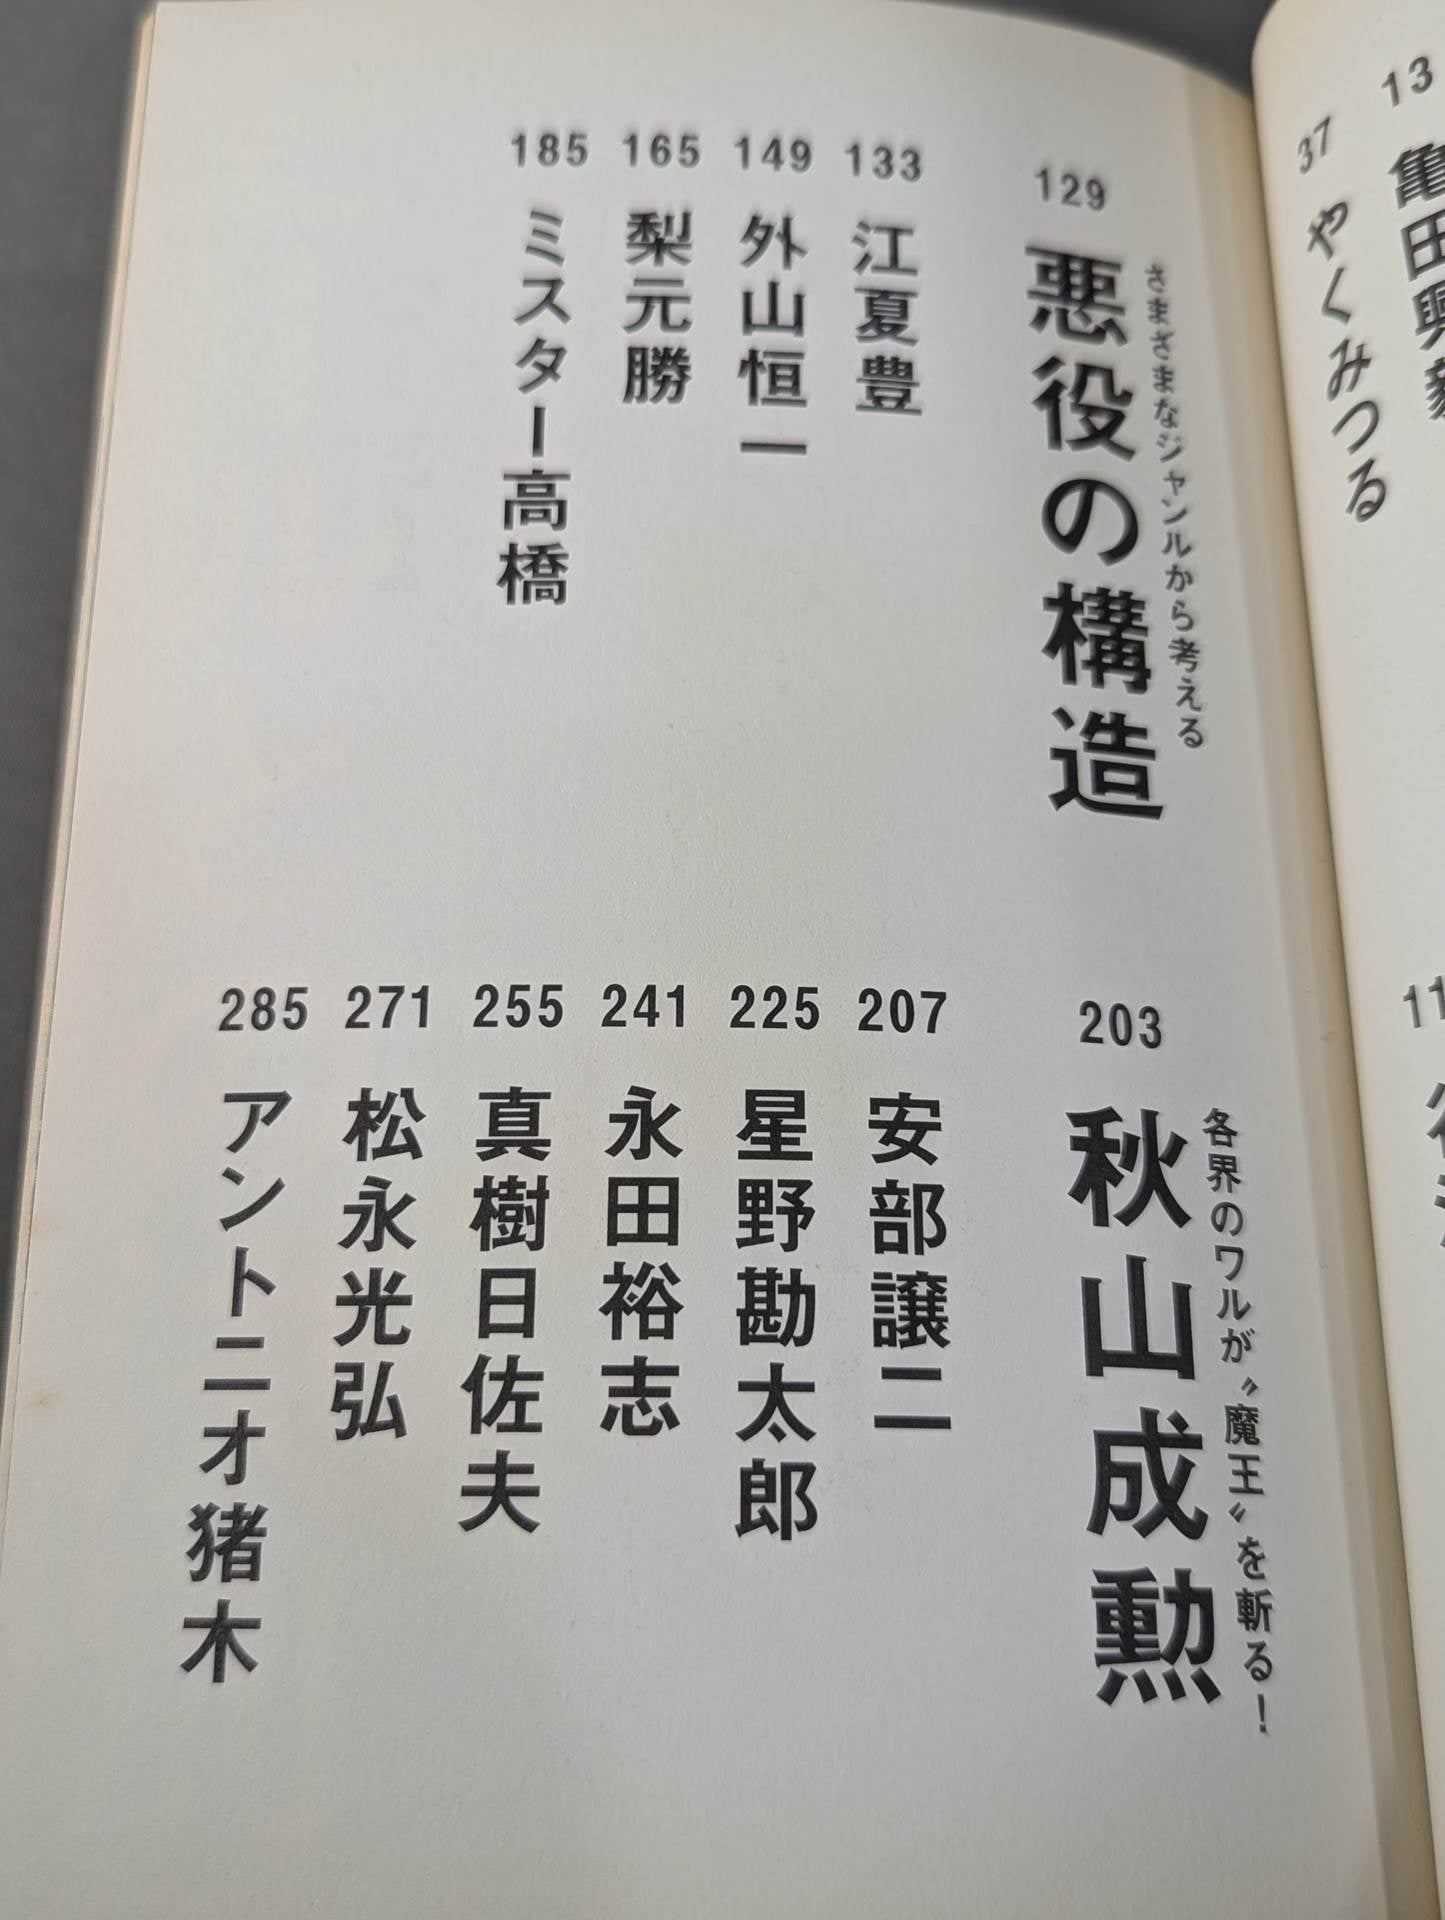 13
亀田興毅
37
やくみつる
11
さまざまなジャンルから考える
129 悪役の構造
133 江夏豊
149 外山恒一
165 梨元勝
185 ミスター高橋
各界のワルが〝魔王〟を斬る!
203 秋山成勲
207 安部譲二
225 星野勘太郎
241 永田裕志
255 真樹日佐夫
271 松永光弘
285 アントニオ猪木